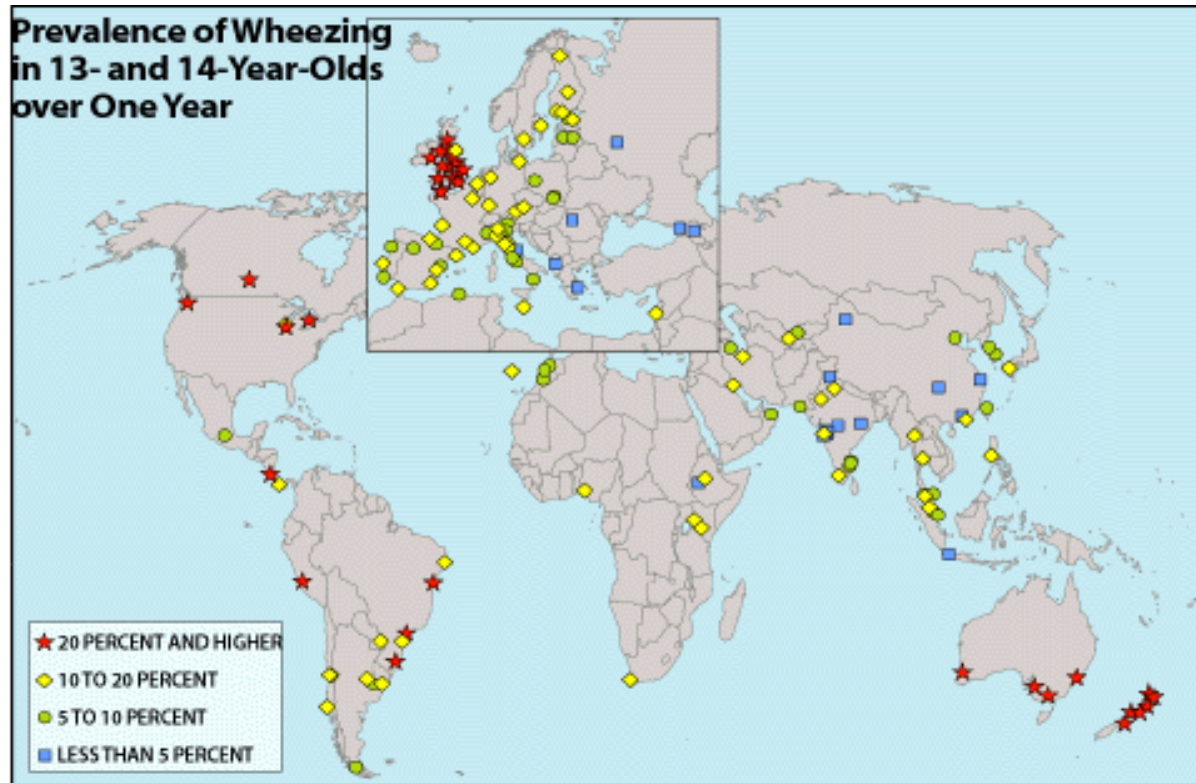 Prevalence of Wheezing
in 13- and 14-Year-Olds
over One Year
20 PERCENT AND HIGHER
10 TO 20 PERCENT
5 TO 10 PERCENT
LESS THAN 5 PERCENT